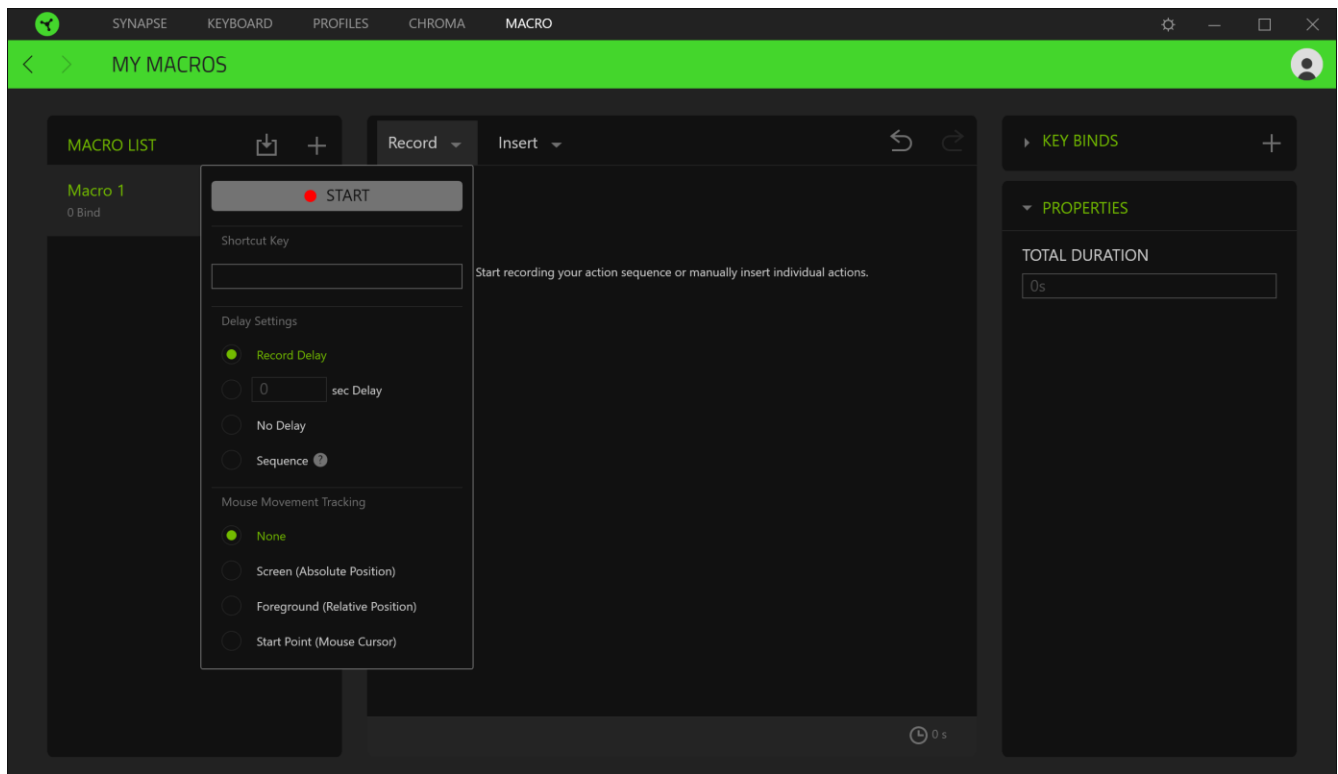 SYNAPSE KEYBOARD PROFILES CHROMA MACRO
MY MACROS
MACRO LIST
Macro 1
0 Bind
Record
Insert
START
Shortcut Key
Delay Settings
Record Delay
0 sec Delay
No Delay
Sequence ?
Mouse Movement Tracking
None
Screen (Absolute Position)
Foreground (Relative Position)
Start Point (Mouse Cursor)
Start recording your action sequence or manually insert individual actions.
0 s
KEY BINDS
PROPERTIES
TOTAL DURATION
0s